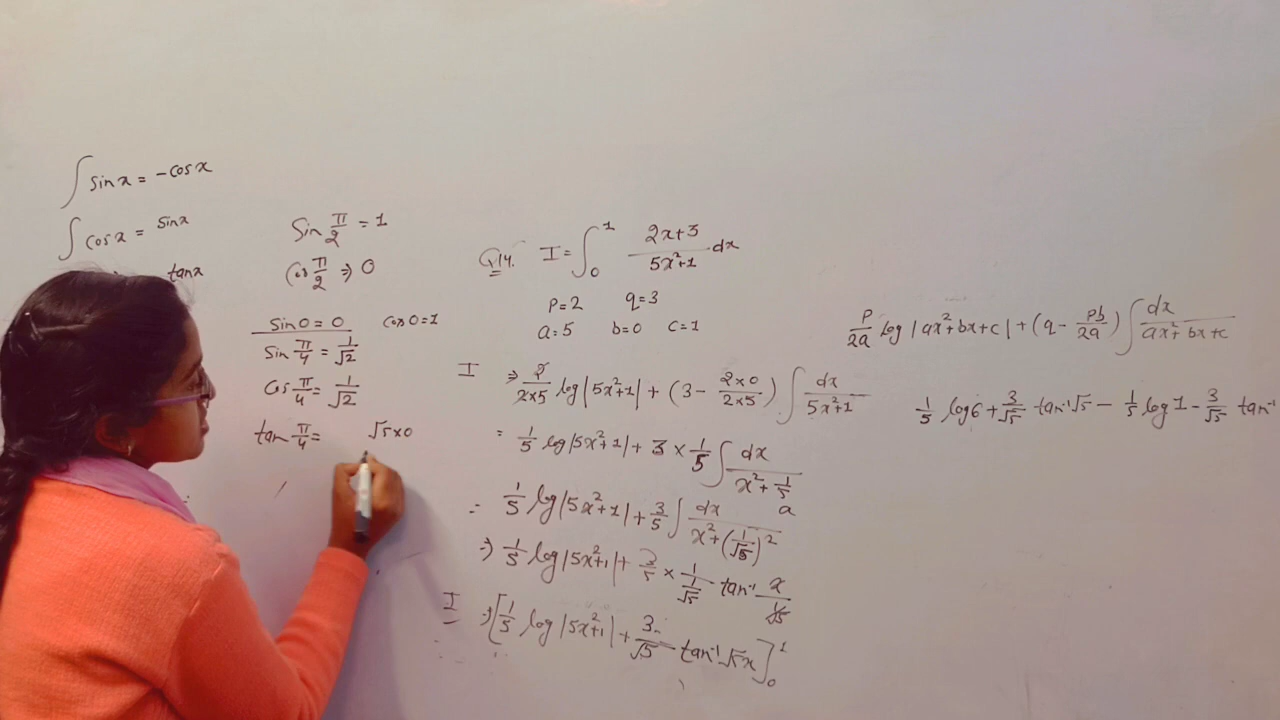 ∫ sin x = -cos x
∫ cos x = sin x
tan x
Sin π/2 = 1
Cos π/2 ⇒ 0
Sin 0 = 0 cos 0 = 1
Sin π/4 = 1/√2
Cos π/4 = 1/√2
tan π/4 = √5×0
Q14. I = ∫₀¹ (2x+3)/(5x²+1) dx
P=2 q=3
a=5 b=0 c=1
I ⇒ 2/(2×5) log|5x²+1| + (3 - (2×0)/(2×5)) ∫ dx/(5x²+1)
= 1/5 log|5x²+1| + 3 × 1/5 ∫ dx/(x²+1/5)
a
= 1/5 log|5x²+1| + 3/5 ∫ dx/(x²+(1/√5)²)
⇒ 1/5 log|5x²+1| + 3/5 × 1/(1/√5) tan⁻¹ x/(1/√5)
I ⇒ [1/5 log|5x²+1| + 3/√5 tan⁻¹ √5x]₀¹
P/2a log|ax²+bx+c| + (q - pb/2a) ∫ dx/(ax²+bx+c)
1/5 log 6 + 3/√5 tan⁻¹√5 - 1/5 log 1 - 3/√5 tan⁻¹